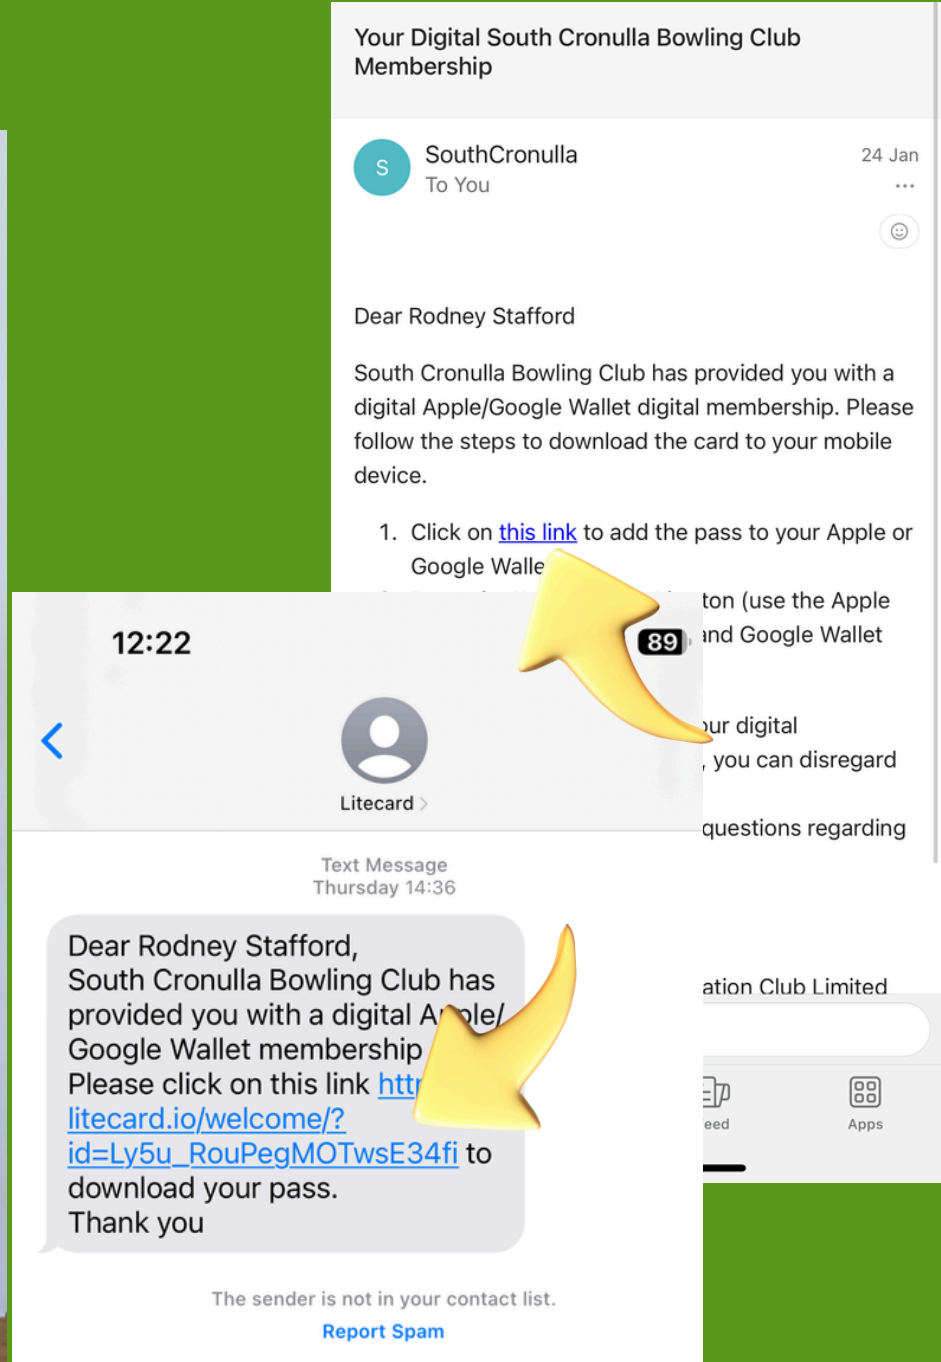 Your Digital South Cronulla Bowling Club
Membership
S
SouthCronulla
24 Jan
To You
Dear Rodney Stafford
South Cronulla Bowling Club has provided you with a
digital Apple/Google Wallet digital membership. Please
follow the steps to download the card to your mobile
device.
1. Click on this link to add the pass to your Apple or
Google Walle
ton (use the Apple
and Google Wallet
ur digital
, you can disregard
questions regarding
ation Club Limited
eed
Apps
12:22
89
Litecard
Text Message
Thursday 14:36
Dear Rodney Stafford,
South Cronulla Bowling Club has
provided you with a digital Apple/
Google Wallet membership
Please click on this link htt
litecard.io/welcome/?
id=Ly5u_RouPegMOTwsE34fi to
download your pass.
Thank you
The sender is not in your contact list.
Report Spam